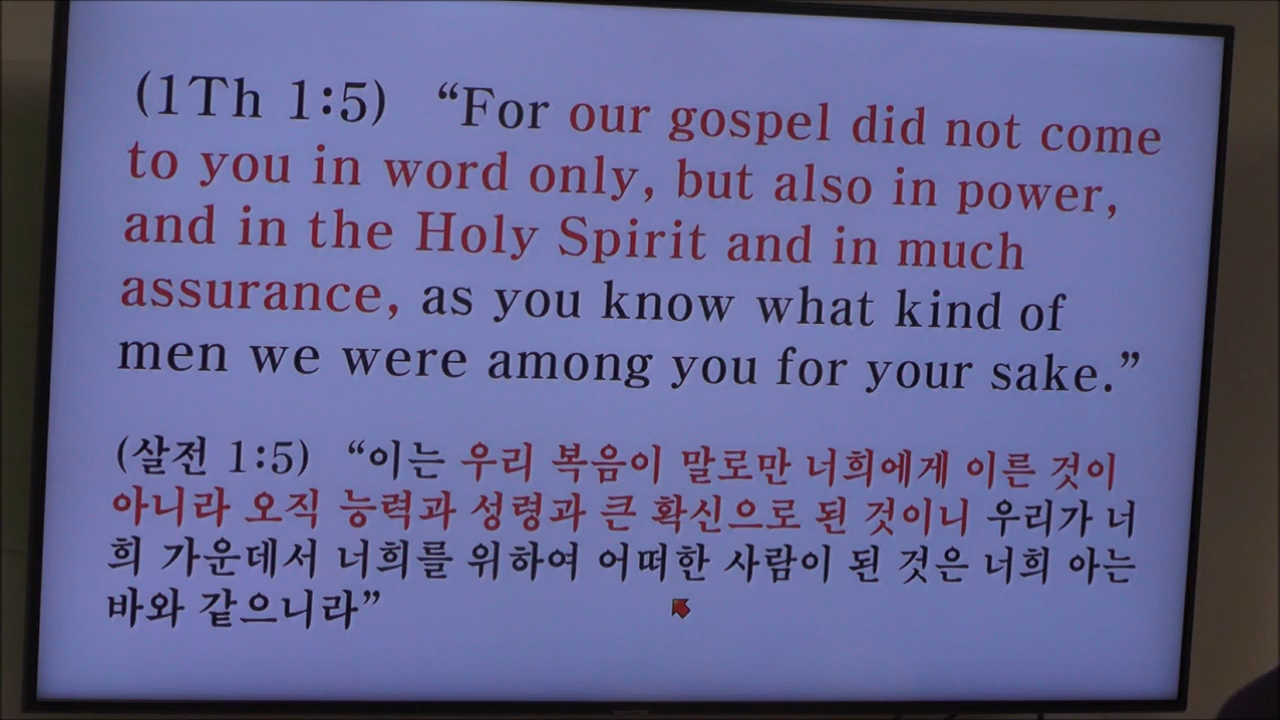 (1Th 1:5) “For our gospel did not come
to you in word only, but also in power,
and in the Holy Spirit and in much
assurance, as you know what kind of
men we were among you for your sake.”
(살전 1:5) “이는 우리 복음이 말로만 너희에게 이른 것이
아니라 오직 능력과 성령과 큰 확신으로 된 것이니 우리가 너
희 가운데서 너희를 위하여 어떠한 사람이 된 것은 너희 아는
바와 같으니라”